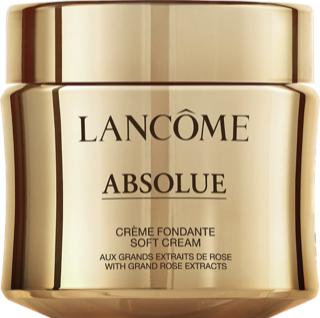 LANCÔME
ABSOLUE
CRÈME FONDANTE
SOFT CREAM
AUX GRANDS EXTRAITS DE ROSE
WITH GRAND ROSE EXTRACTS